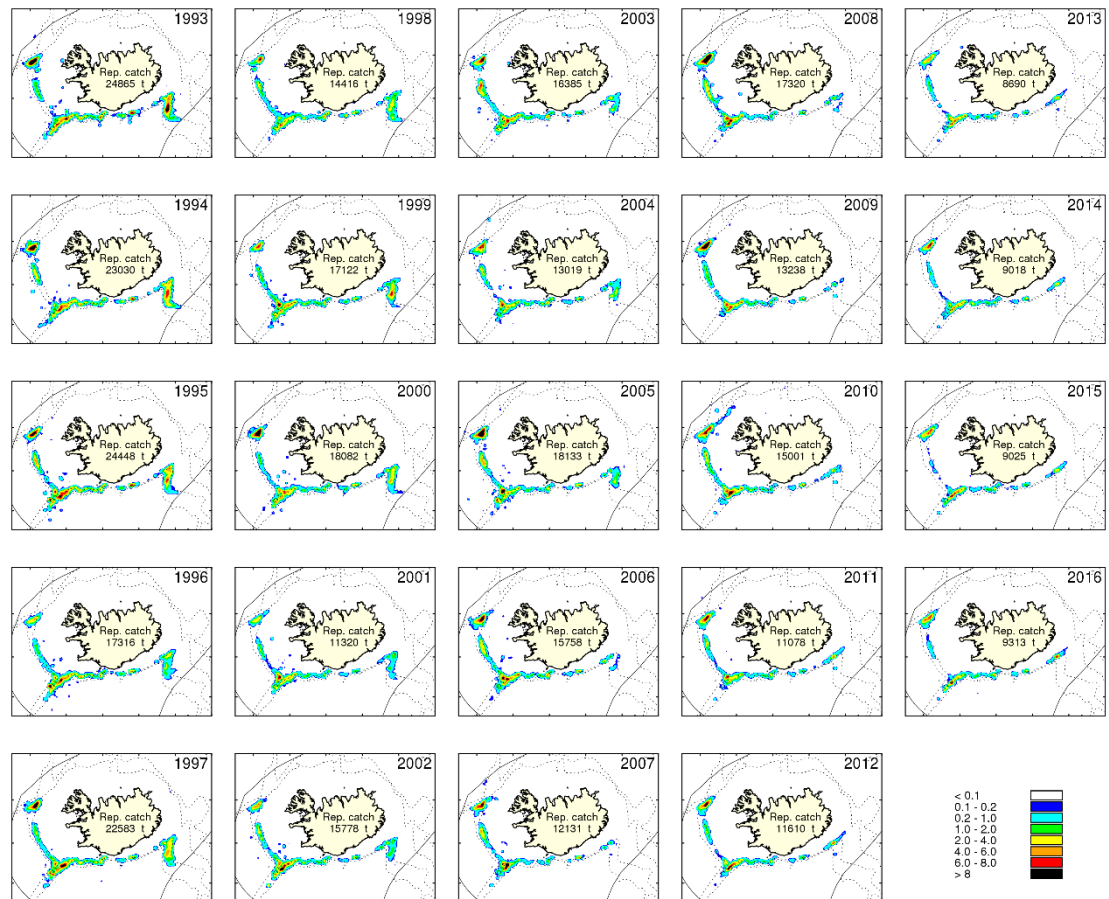 1993
Rep. catch
24865 t
1998
Rep. catch
14416 t
2003
Rep. catch
16385 t
2008
Rep. catch
17320 t
2013
Rep. catch
8690 t
1994
Rep. catch
23030 t
1999
Rep. catch
17122 t
2004
Rep. catch
13019 t
2009
Rep. catch
13238 t
2014
Rep. catch
9018 t
1995
Rep. catch
24448 t
2000
Rep. catch
18082 t
2005
Rep. catch
18133 t
2010
Rep. catch
15001 t
2015
Rep. catch
9025 t
1996
Rep. catch
17316 t
2001
Rep. catch
11320 t
2006
Rep. catch
15758 t
2011
Rep. catch
11078 t
2016
Rep. catch
9313 t
1997
Rep. catch
22583 t
2002
Rep. catch
15778 t
2007
Rep. catch
12131 t
2012
Rep. catch
11610 t
< 0.1
0.1 - 0.2
0.2 - 1.0
1.0 - 2.0
2.0 - 4.0
4.0 - 6.0
6.0 - 8.0
> 8